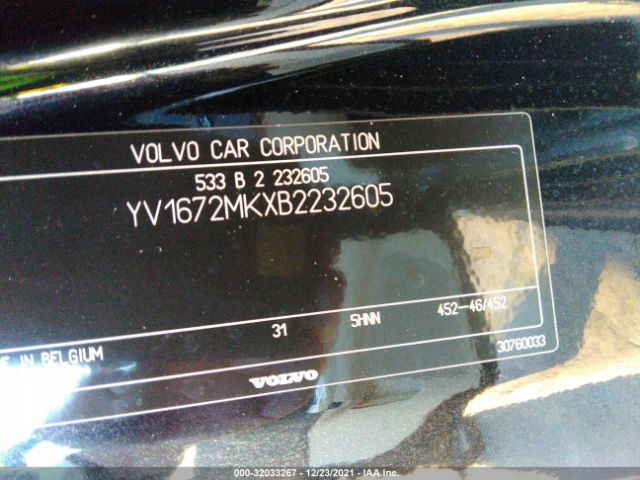 VOLVO CAR CORPORATION
533 B 2 232605
YV1672MKXB2232605
31 5HNN 452-46/452
IN BELGIUM
30760033
VOLVO
000-32033267 - 12/23/2021 - IAA Inc.